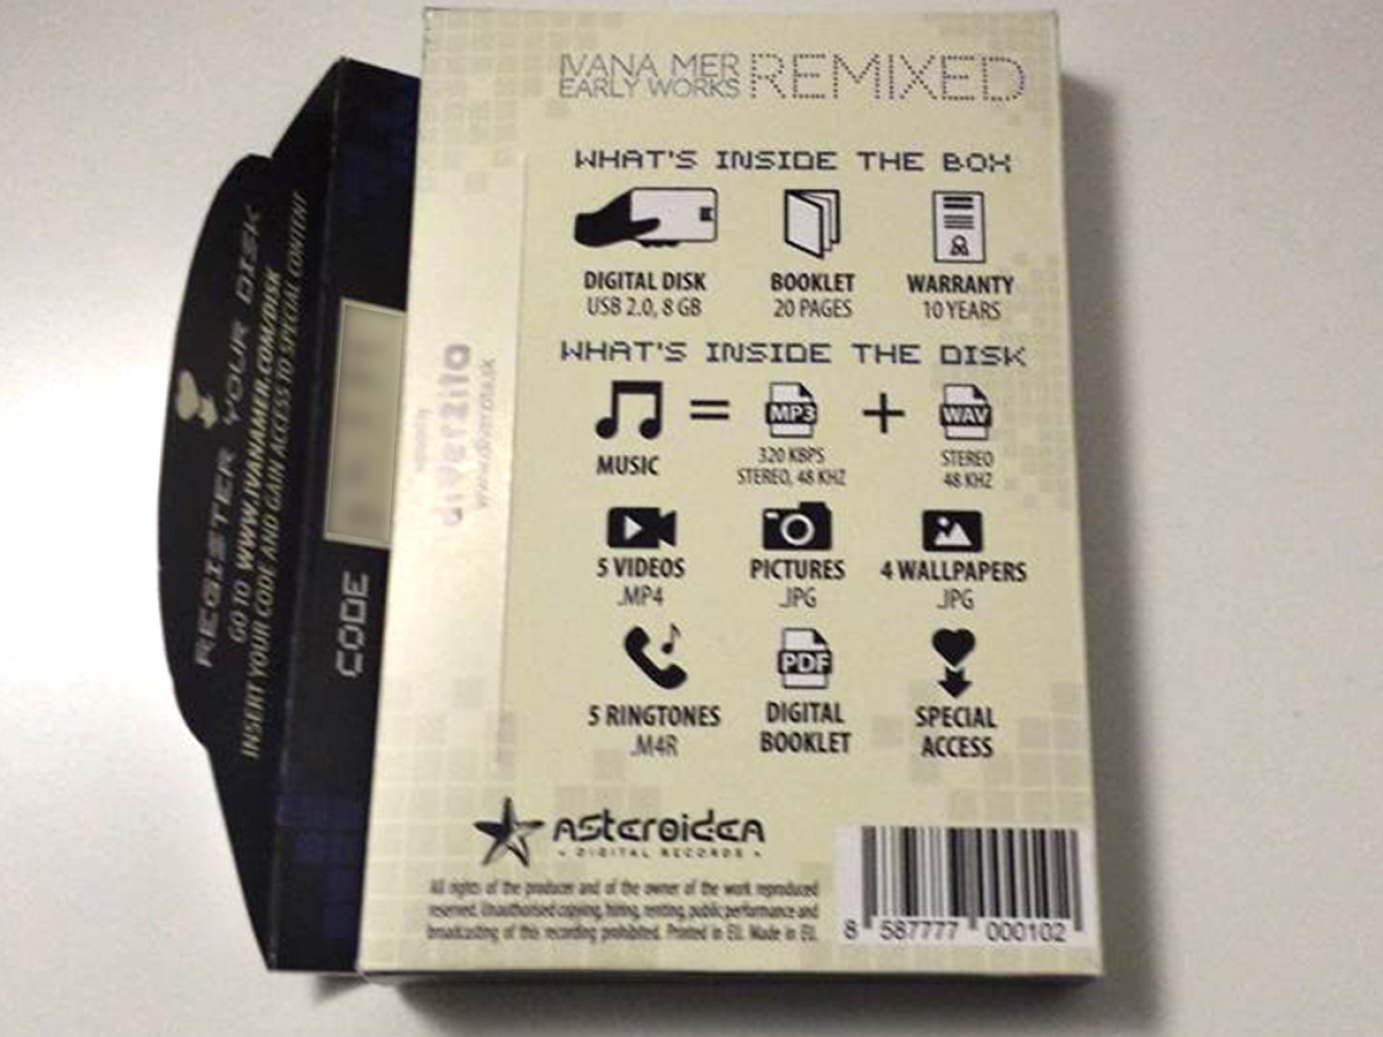 IVANA MER
EARLY WORKS
REMIXED
WHAT'S INSIDE THE BOX
DIGITAL DISK
USB 2.0, 8 GB
BOOKLET
20 PAGES
WARRANTY
10 YEARS
WHAT'S INSIDE THE DISK
MUSIC
=
MP3
320 KBPS
STEREO, 48 KHZ
+
WAV
STEREO
48 KHZ
5 VIDEOS
.MP4
PICTURES
.JPG
4 WALLPAPERS
.JPG
5 RINGTONES
.M4R
PDF
DIGITAL
BOOKLET
SPECIAL
ACCESS
asteroidea
DIGITAL RECORDS
All rights of the producer and of the owner of the work reproduced
reserved. Unauthorised copying, hiring, renting, public performance and
broadcasting of this recording prohibited. Printed in EU. Made in EU.
8 587777 000102
diver2ita
REGISTER YOUR DISK
GO TO WWW.IVANAMER.COM/DISK
INSERT YOUR CODE AND GAIN ACCESS TO SPECIAL CONTENT
CODE